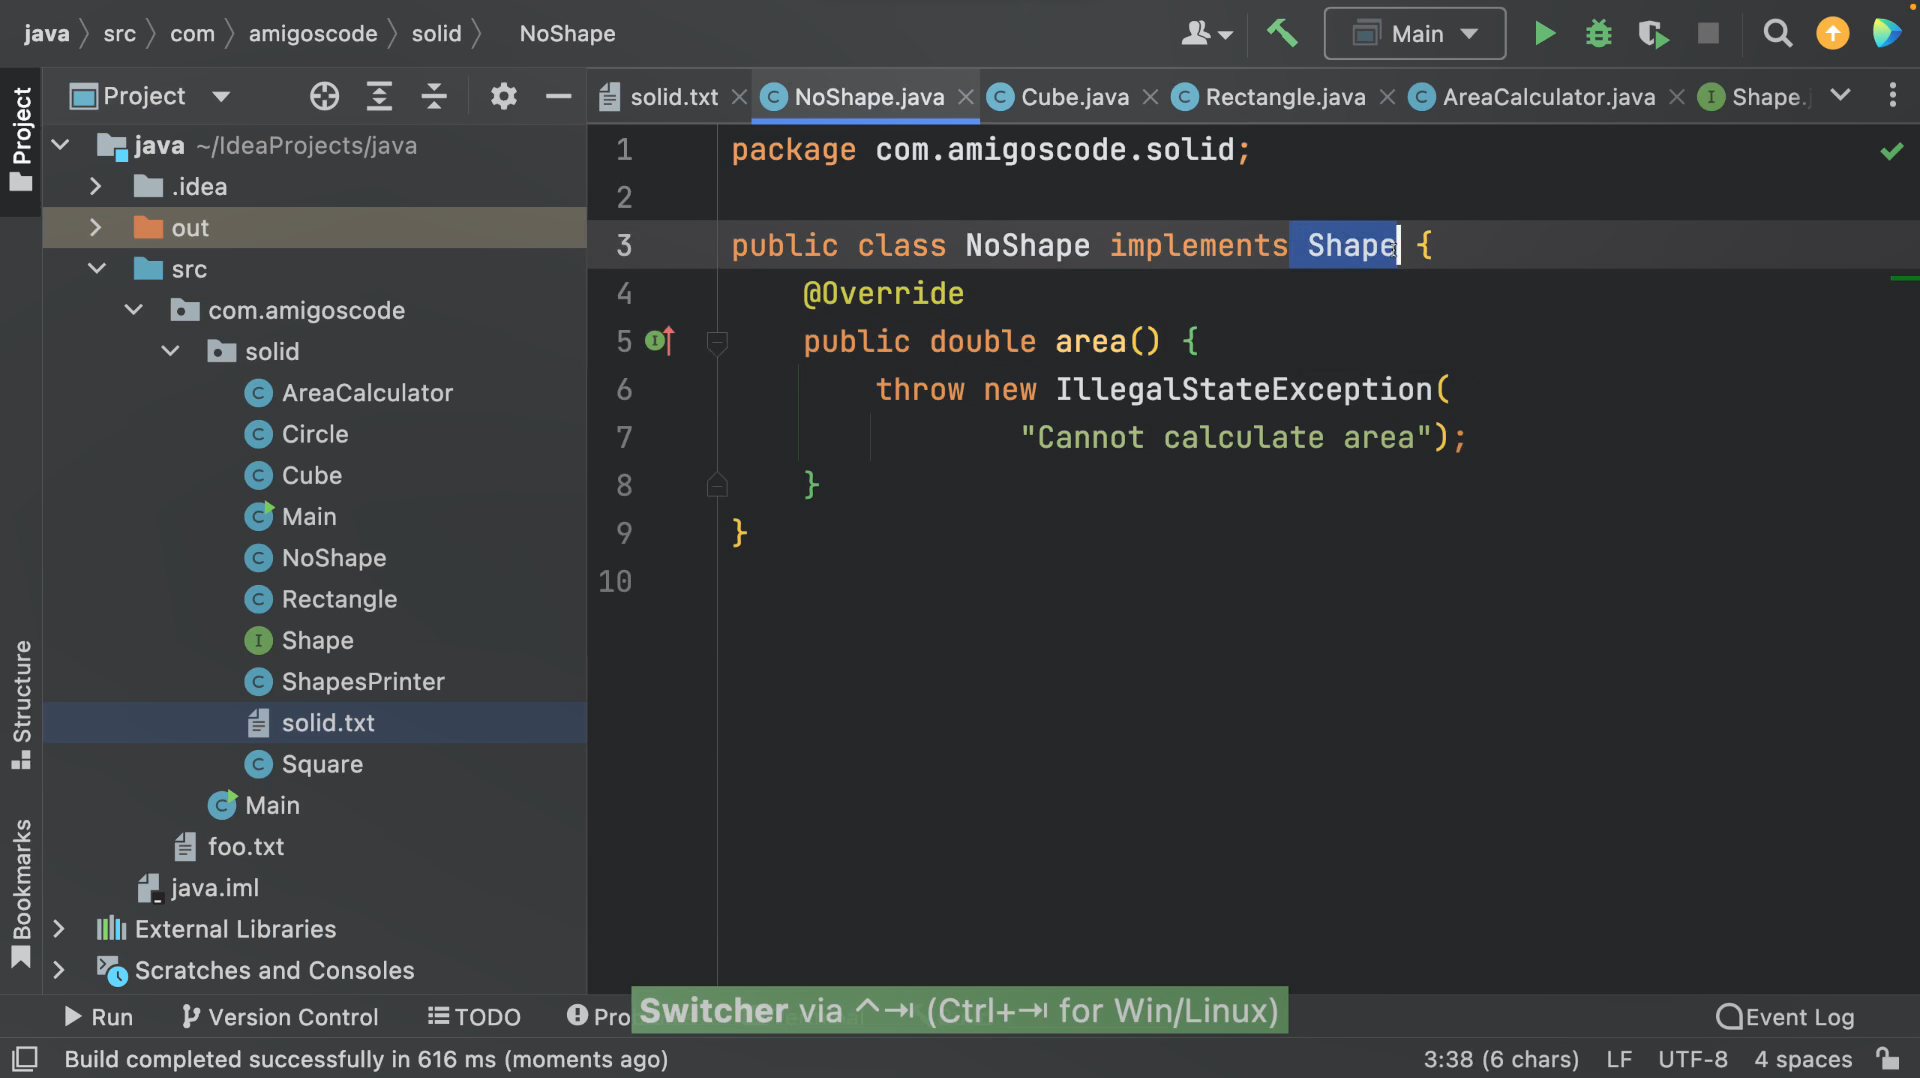 java src com amigoscode solid NoShape
Main
Project
solid.txt NoShape.java Cube.java Rectangle.java AreaCalculator.java Shape.
Project
java ~/IdeaProjects/java
.idea
out
src
com.amigoscode
solid
AreaCalculator
Circle
Cube
Main
NoShape
Rectangle
Shape
ShapesPrinter
solid.txt
Square
Main
foo.txt
java.iml
External Libraries
Scratches and Consoles
Structure
Bookmarks
1 package com.amigoscode.solid;
2
3 public class NoShape implements Shape {
4 @Override
5 public double area() {
6 throw new IllegalStateException(
7 "Cannot calculate area");
8 }
9 }
10
Run Version Control TODO Pro
Switcher via ⌃⇥ (Ctrl+⇥ for Win/Linux)
Event Log
Build completed successfully in 616 ms (moments ago)
3:38 (6 chars) LF UTF-8 4 spaces